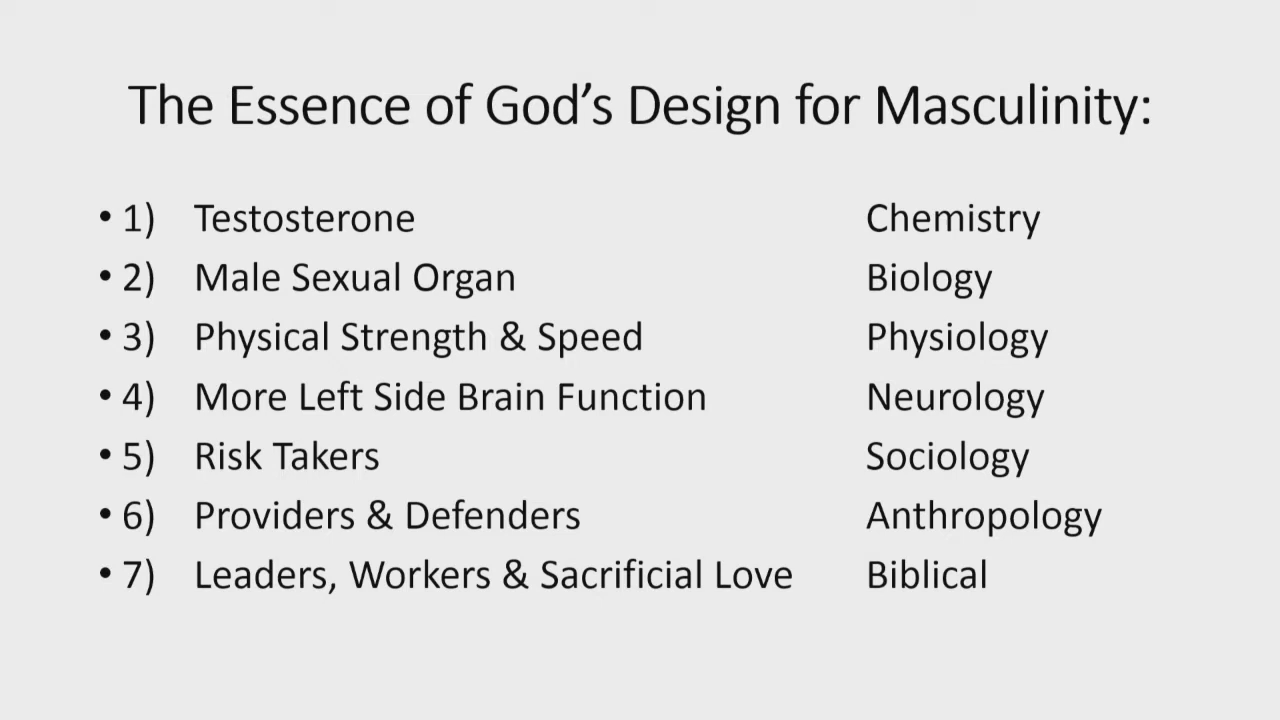 The Essence of God's Design for Masculinity:
• 1) Testosterone Chemistry
• 2) Male Sexual Organ Biology
• 3) Physical Strength & Speed Physiology
• 4) More Left Side Brain Function Neurology
• 5) Risk Takers Sociology
• 6) Providers & Defenders Anthropology
• 7) Leaders, Workers & Sacrificial Love Biblical